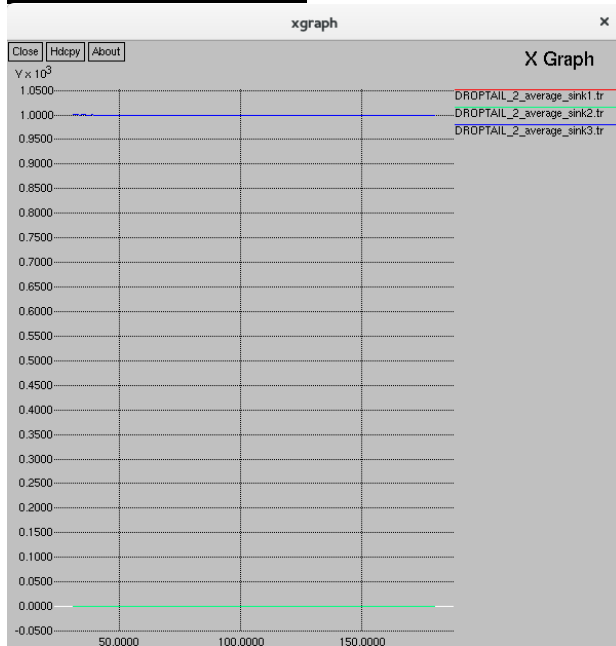 xgraph ×
Close Hdcpy About
X Graph
Y x 103
1.0500
1.0000
0.9500
0.9000
0.8500
0.8000
0.7500
0.7000
0.6500
0.6000
0.5500
0.5000
0.4500
0.4000
0.3500
0.3000
0.2500
0.2000
0.1500
0.1000
0.0500
0.0000
-0.0500
50.0000 100.0000 150.0000
DROPTAIL_2_average_sink1.tr
DROPTAIL_2_average_sink2.tr
DROPTAIL_2_average_sink3.tr